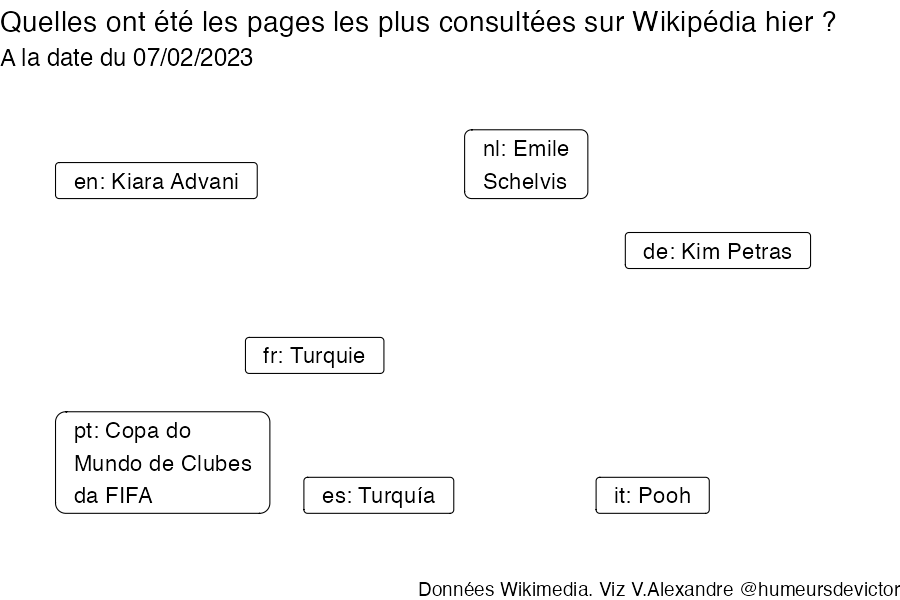 Quelles ont été les pages les plus consultées sur Wikipédia hier ?
A la date du 07/02/2023
nl: Emile
Schelvis
en: Kiara Advani
de: Kim Petras
fr: Turquie
pt: Copa do
Mundo de Clubes
da FIFA
es: Turquía
it: Pooh
Données Wikimedia. Viz V.Alexandre @humeursdevictor